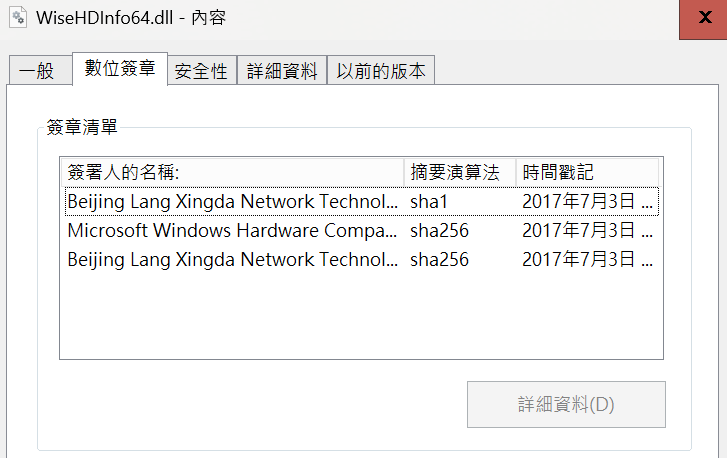 WiseHDInfo64.dll - 內容
一般 數位簽章 安全性 詳細資料 以前的版本
簽章清單
簽署人的名稱: 摘要演算法 時間戳記
Beijing Lang Xingda Network Technol... sha1 2017年7月3日 ...
Microsoft Windows Hardware Compa... sha256 2017年7月3日 ...
Beijing Lang Xingda Network Technol... sha256 2017年7月3日 ...
詳細資料(D)